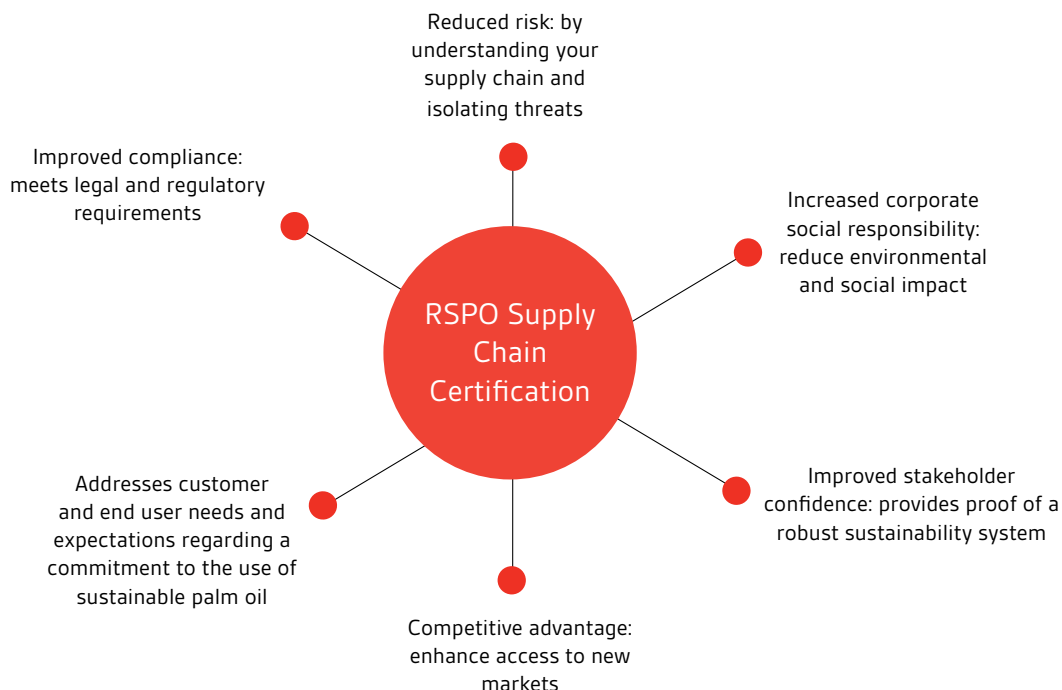 Reduced risk: by
understanding your
supply chain and
isolating threats
Improved compliance:
meets legal and regulatory
requirements
Increased corporate
social responsibility:
reduce environmental
and social impact
RSPO Supply
Chain
Certification
Addresses customer
and end user needs and
expectations regarding a
commitment to the use of
sustainable palm oil
Improved stakeholder
confidence: provides proof of a
robust sustainability system
Competitive advantage:
enhance access to new
markets